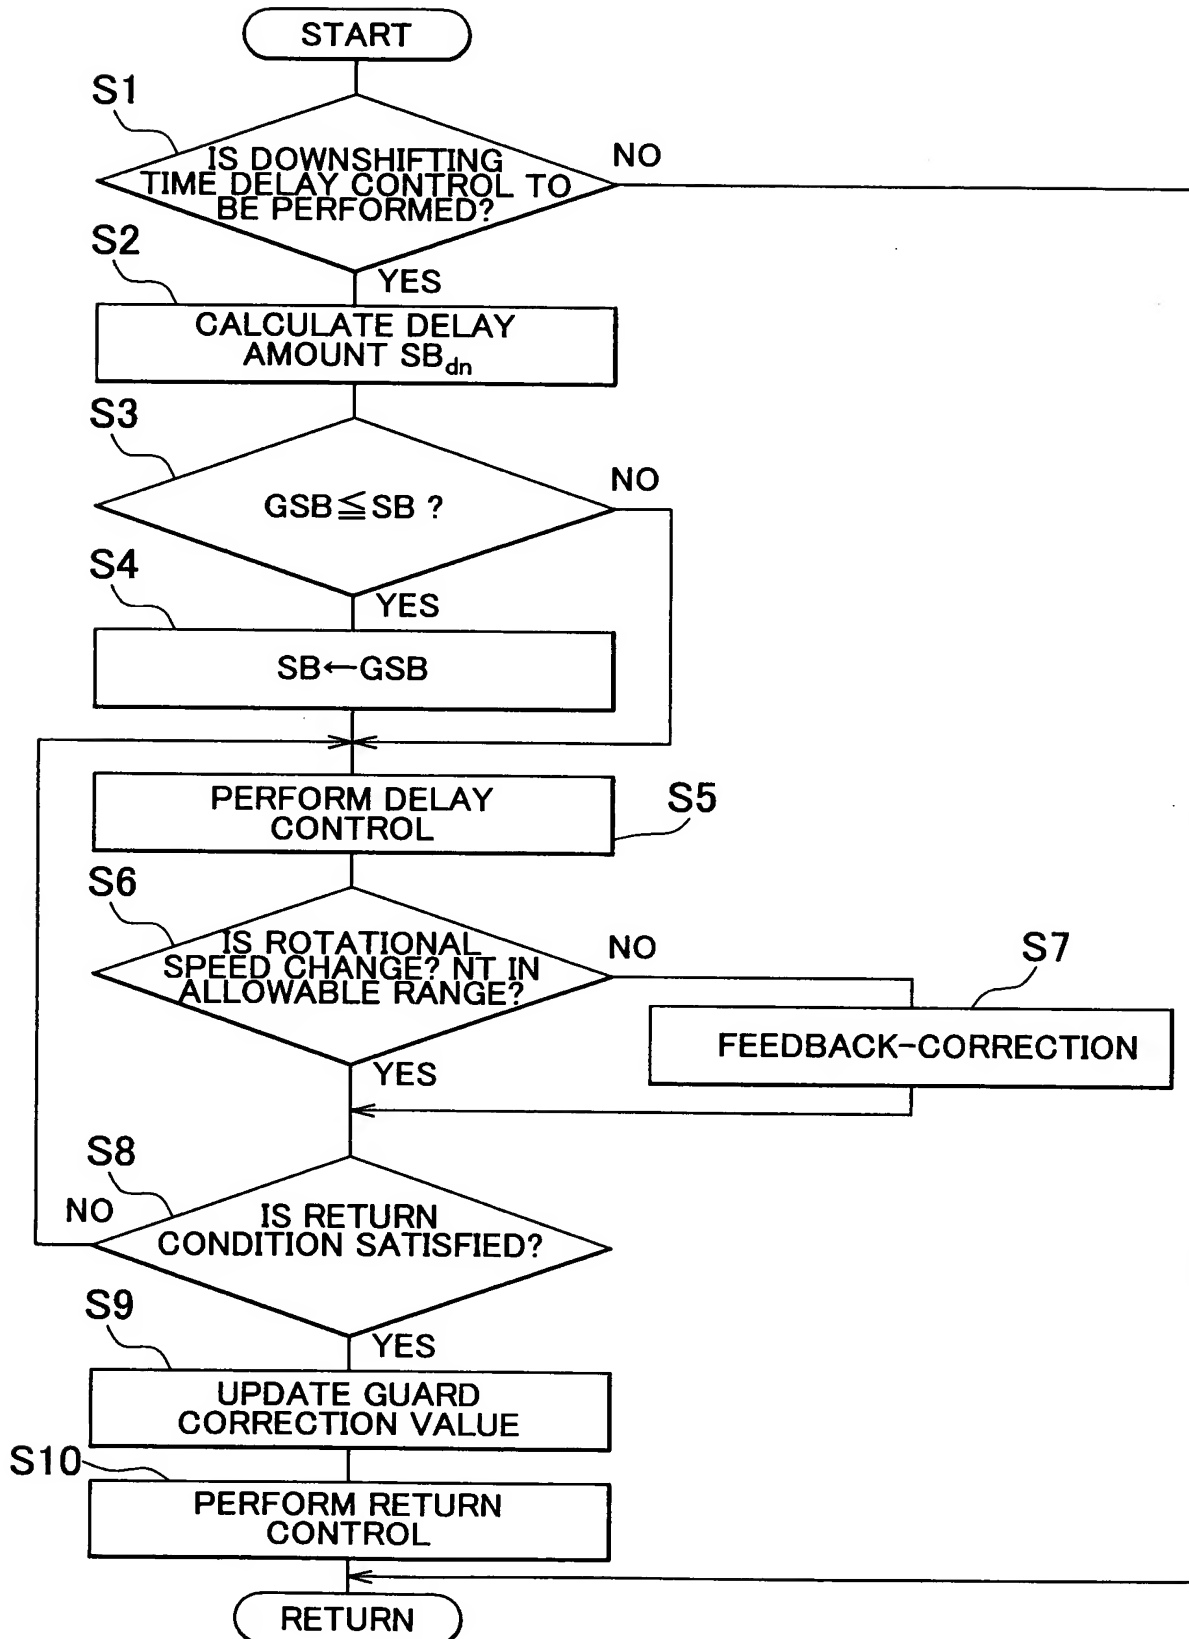 START
S1
IS DOWNSHIFTING
TIME DELAY CONTROL TO
BE PERFORMED?
NO
YES
S2
CALCULATE DELAY
AMOUNT SBdn
S3
GSB≦SB ?
NO
YES
S4
SB←GSB
PERFORM DELAY
CONTROL
S5
S6
IS ROTATIONAL
SPEED CHANGE? NT IN
ALLOWABLE RANGE?
NO
YES
S7
FEEDBACK-CORRECTION
S8
IS RETURN
CONDITION SATISFIED?
NO
YES
S9
UPDATE GUARD
CORRECTION VALUE
S10
PERFORM RETURN
CONTROL
RETURN